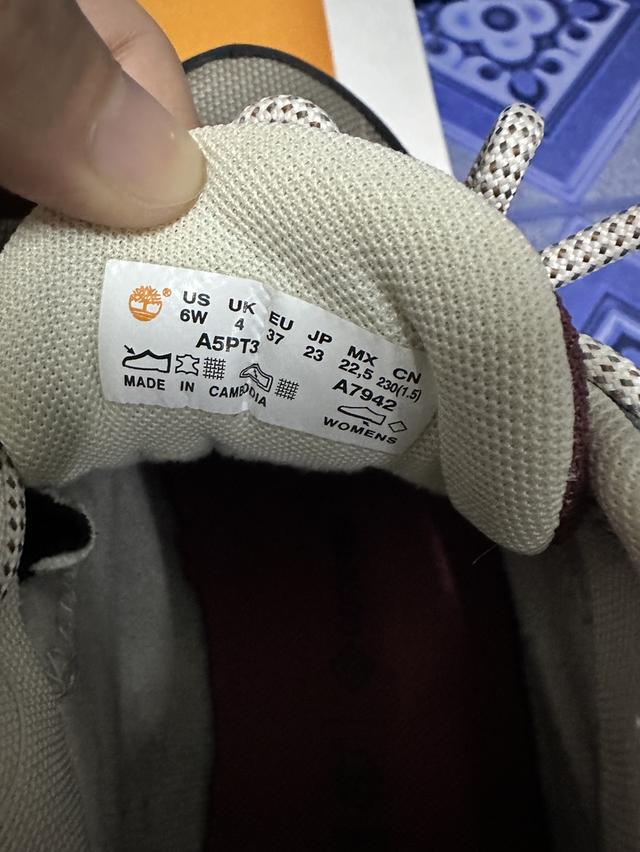 ® US UK EU JP MX CN
6W 4 37 23 22,5 230(1.5)
A5PT3 A7942
MADE IN CAMBODIA
WOMENS